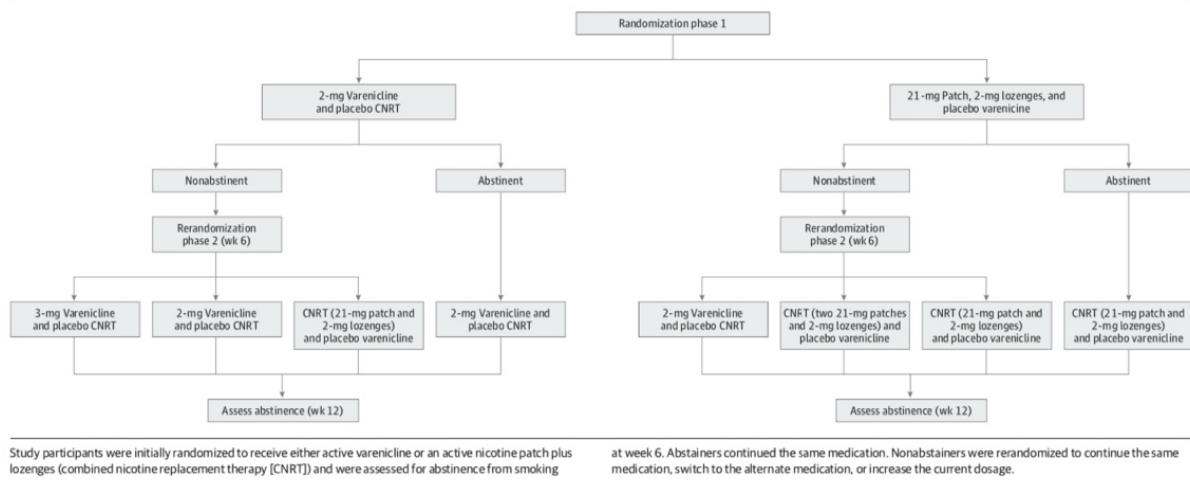 Randomization phase 1
2-mg Varenicline
and placebo CNRT
21-mg Patch, 2-mg lozenges, and
placebo varenicine
Nonabstinent
Abstinent
Nonabstinent
Abstinent
Rerandomization
phase 2 (wk 6)
Rerandomization
phase 2 (wk 6)
3-mg Varenicline
and placebo CNRT
2-mg Varenicline
and placebo CNRT
CNRT (21-mg patch and
2-mg lozenges)
and placebo varenicline
2-mg Varenicline and
placebo CNRT
2-mg Varenicline
and placebo CNRT
CNRT (two 21-mg patches
and 2-mg lozenges) and
placebo varenicline
CNRT (21-mg patch and
2-mg lozenges)
and placebo varenicline
CNRT (21-mg patch and
2-mg lozenges)
and placebo varenicline
Assess abstinence (wk 12)
Assess abstinence (wk 12)
Study participants were initially randomized to receive either active varenicline or an active nicotine patch plus
lozenges (combined nicotine replacement therapy [CNRT]) and were assessed for abstinence from smoking
at week 6. Abstainers continued the same medication. Nonabstainers were rerandomized to continue the same
medication, switch to the alternate medication, or increase the current dosage.